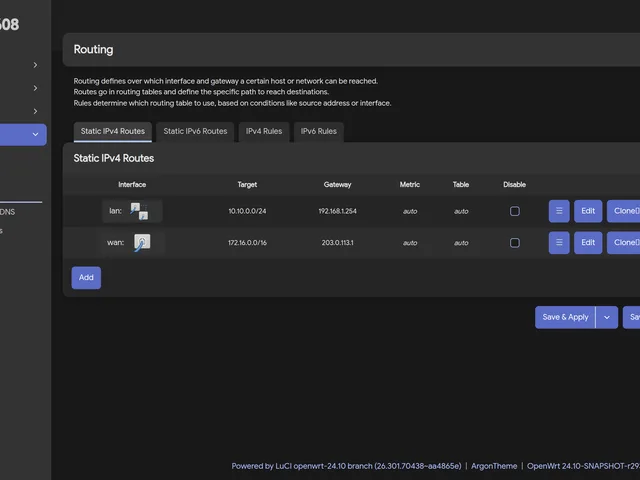 608
Routing
Routing defines over which interface and gateway a certain host or network can be reached.
Routes go in routing tables and define the specific path to reach destinations.
Rules determine which routing table to use, based on conditions like source address or interface.
Static IPv4 Routes Static IPv6 Routes IPv4 Rules IPv6 Rules
Static IPv4 Routes
Interface Target Gateway Metric Table Disable
lan: 10.10.0.0/24 192.168.1.254 auto auto ☰ Edit Clone
wan: 172.16.0.0/16 203.0.113.1 auto auto ☰ Edit Clone
DNS
s
Add
Save & Apply Sa
Powered by LuCI openwrt-24.10 branch (26.301.70438~aa4865e) | ArgonTheme | OpenWrt 24.10-SNAPSHOT-r29